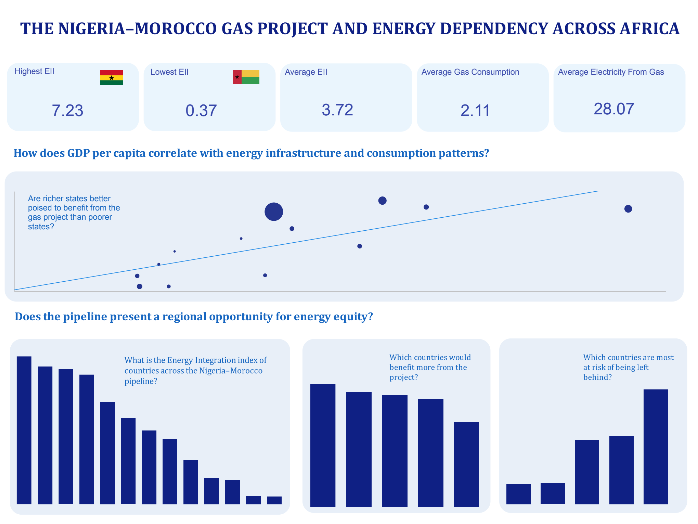 THE NIGERIA–MOROCCO GAS PROJECT AND ENERGY DEPENDENCY ACROSS AFRICA
Highest EII
7.23
Lowest EII
0.37
Average EII
3.72
Average Gas Consumption
2.11
Average Electricity From Gas
28.07
How does GDP per capita correlate with energy infrastructure and consumption patterns?
Are richer states better
poised to benefit from the
gas project than poorer
states?
Does the pipeline present a regional opportunity for energy equity?
What is the Energy Integration index of
countries across the Nigeria–Morocco
pipeline?
Which countries would
benefit more from the
project?
Which countries are most
at risk of being left
behind?